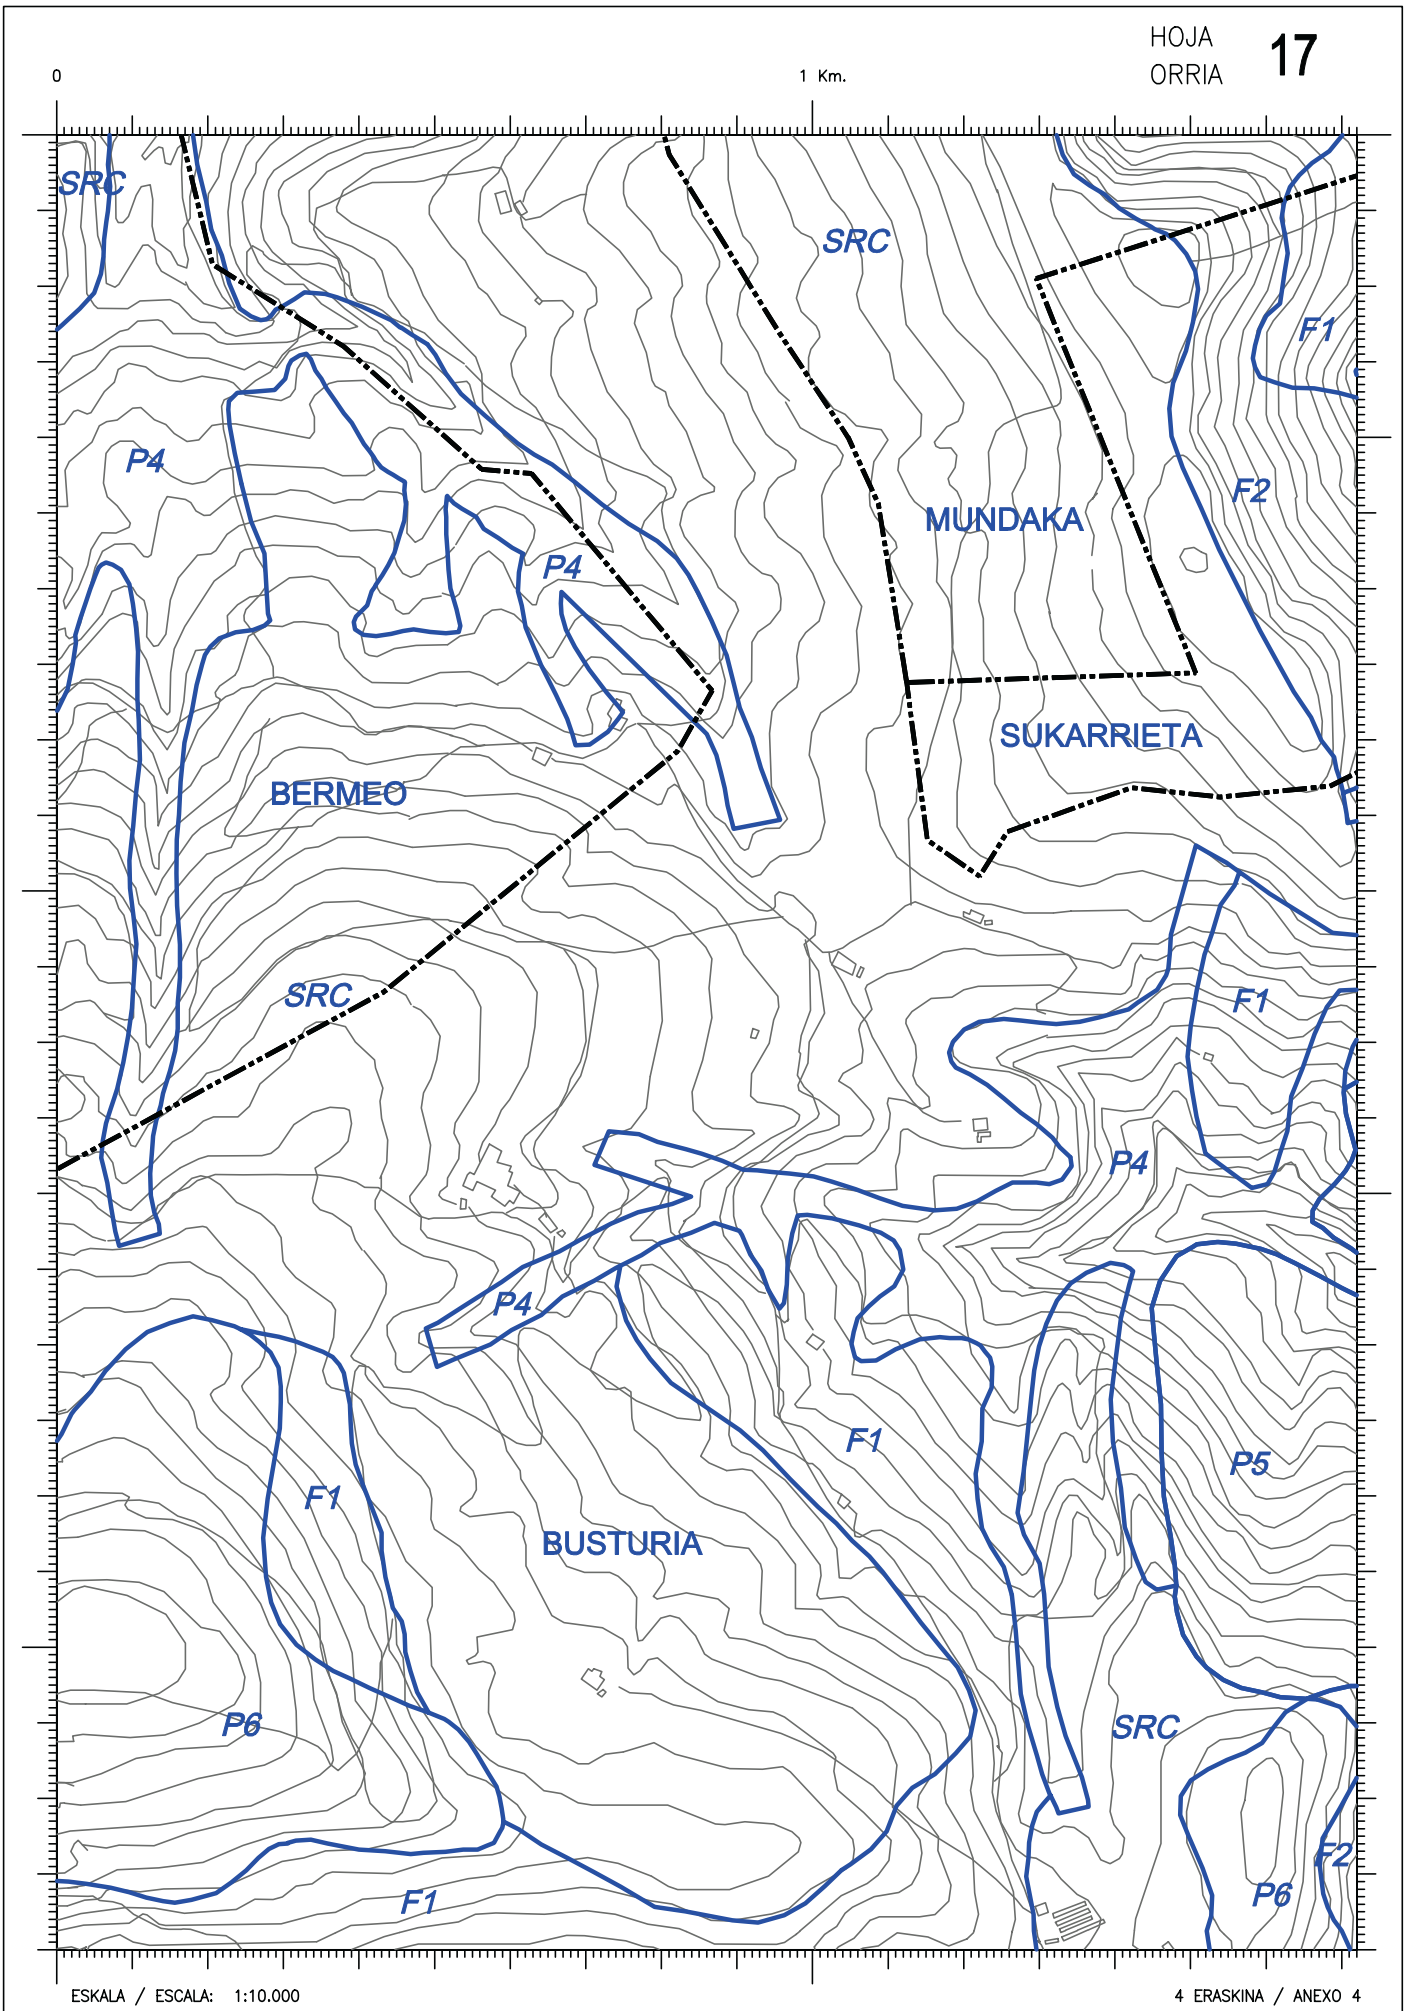 HOJA
ORRIA
17
0
1 Km.
SRC
SRC
F1
P4
F2
MUNDAKA
P4
SUKARRIETA
BERMEO
SRC
F1
P4
P4
F1
P5
F1
BUSTURIA
P6
SRC
F2
P6
F1
ESKALA / ESCALA: 1:10.000
4 ERASKINA / ANEXO 4